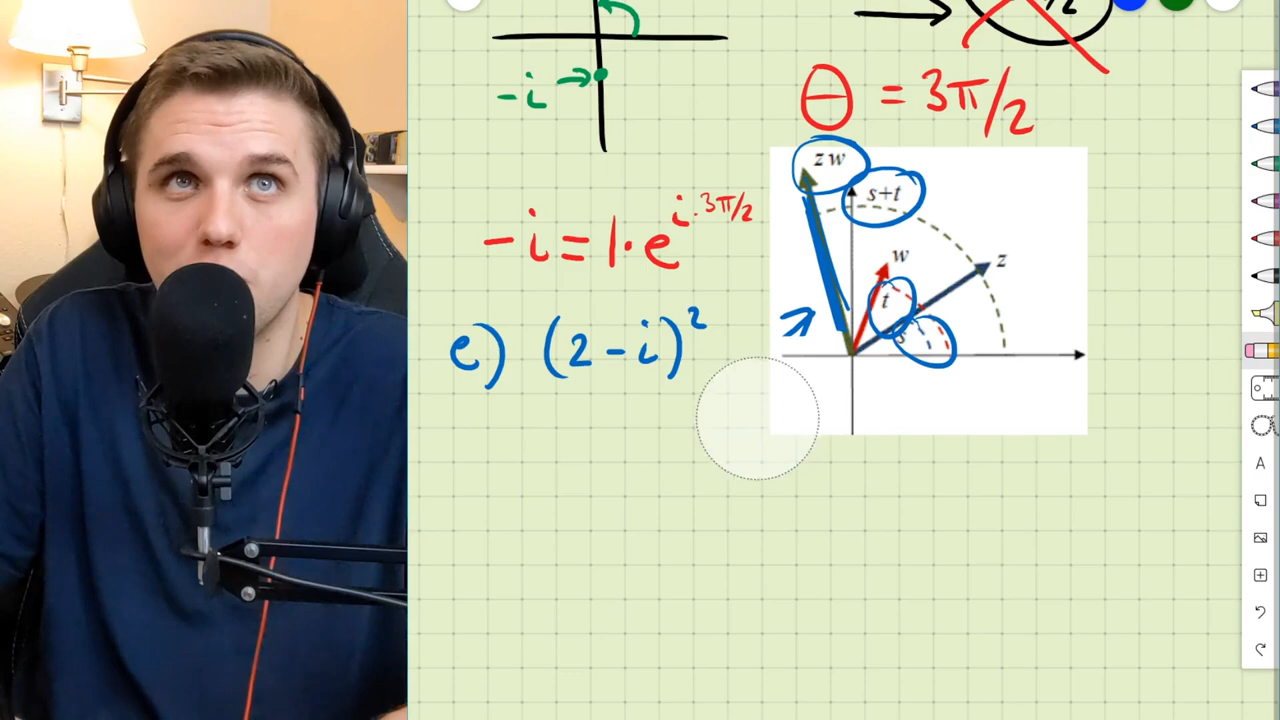 -i
θ = 3π/2
zw
s+t
w
z
t
s
-i = 1·e^{i·3π/2}
e) (2-i)²
A